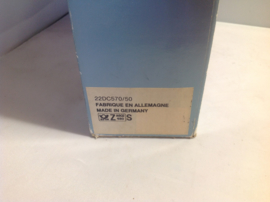 22DC570/50
FABRIQUE EN ALLEMAGNE
MADE IN GERMANY
Z S